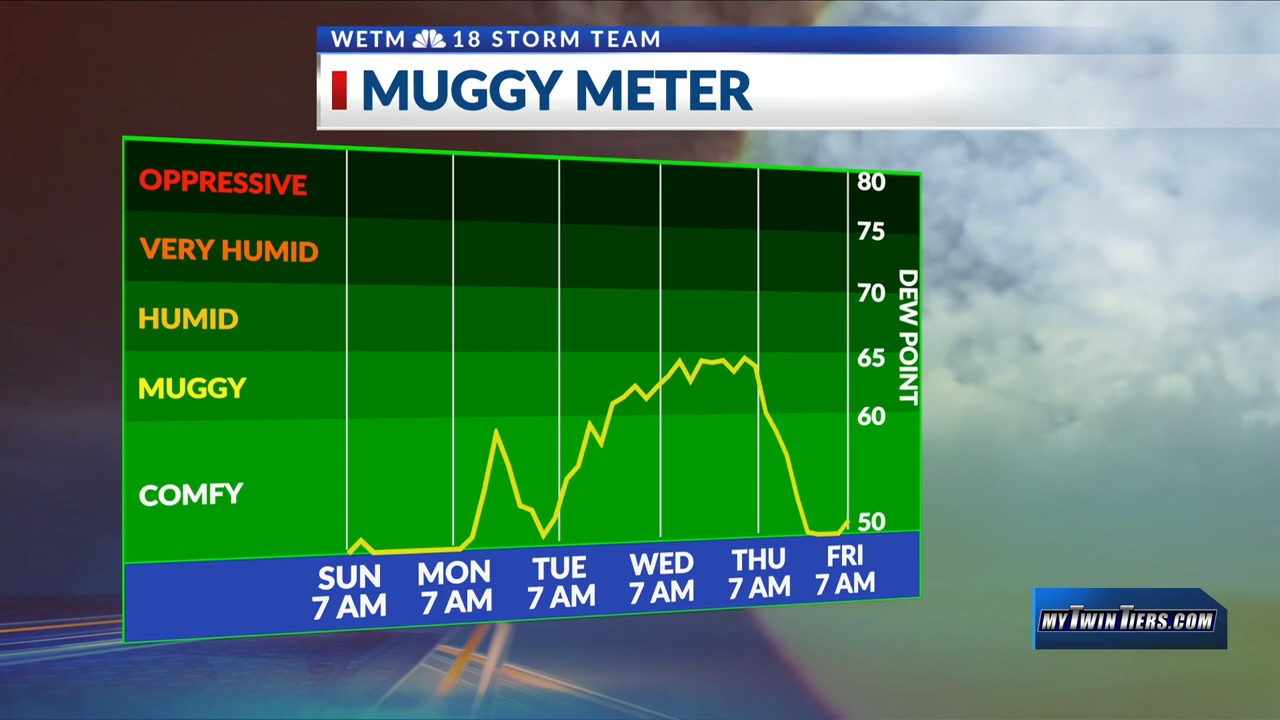 WETM 18 STORM TEAM
MUGGY METER
OPPRESSIVE
VERY HUMID
HUMID
MUGGY
COMFY
80
75
70
65
60
50
DEW POINT
SUN MON TUE WED THU FRI
7 AM 7 AM 7 AM 7 AM 7 AM 7 AM
MYTWINTIERS.COM